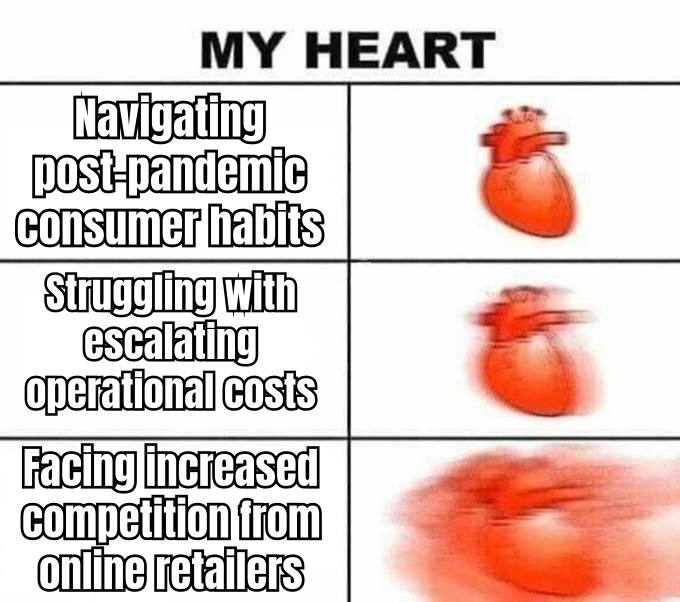 MY HEART
Navigating
post-pandemic
consumer habits
Struggling with
escalating
operational costs
Facing increased
competition from
online retailers